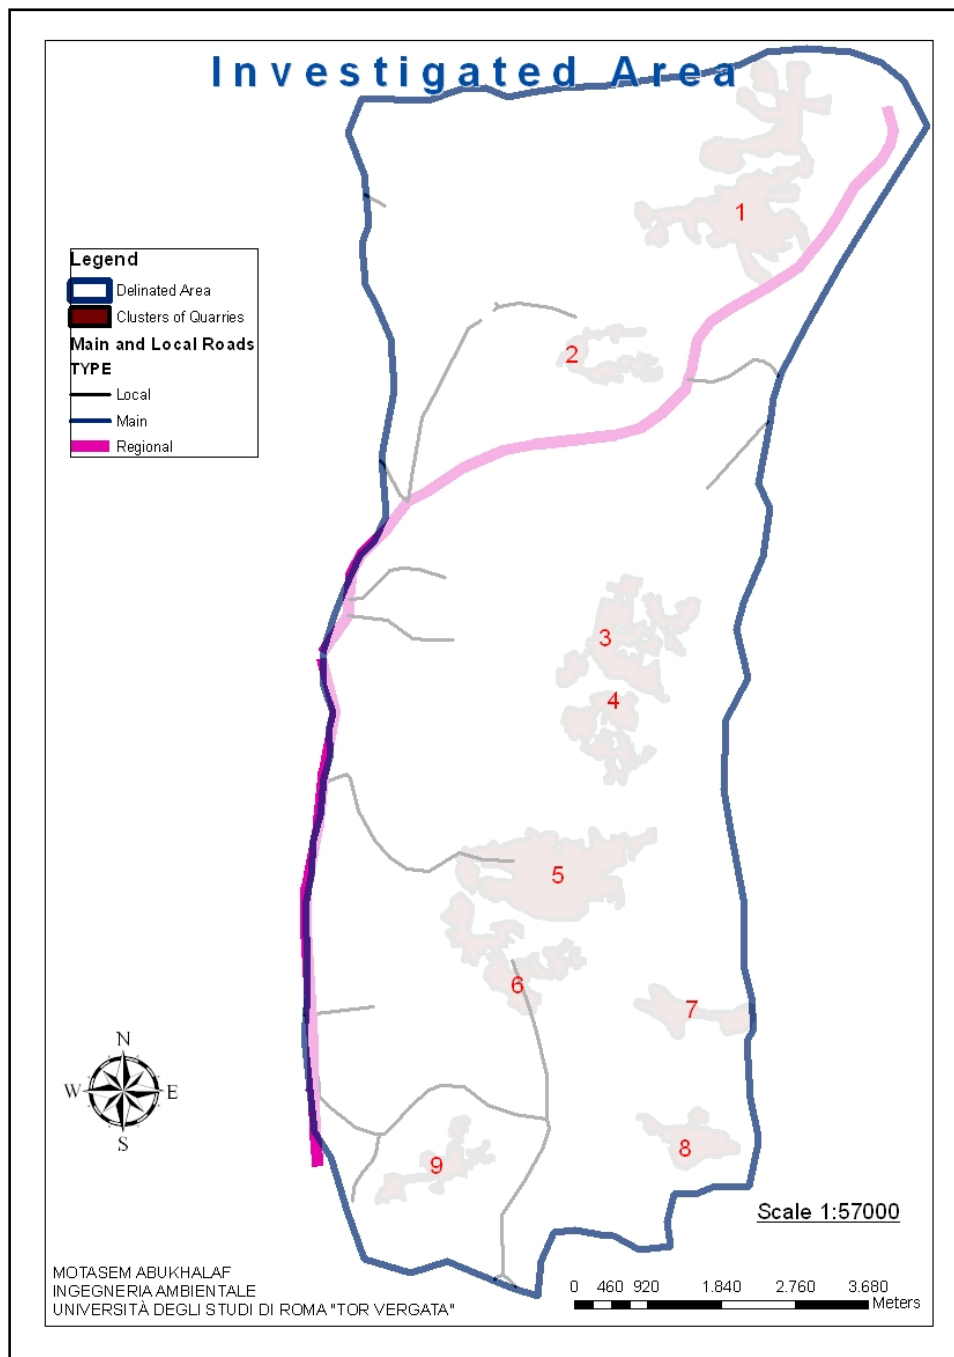 Investigated Area
1
Legend
Delinated Area
Clusters of Quarries
Main and Local Roads
TYPE
Local
Main
Regional
2
3
4
5
6
7
8
9
N
W E
S
Scale 1:57000
MOTASEM ABUKHALAF
INGEGNERIA AMBIENTALE
UNIVERSITÀ DEGLI STUDI DI ROMA "TOR VERGATA"
0 460 920 1.840 2.760 3.680
Meters